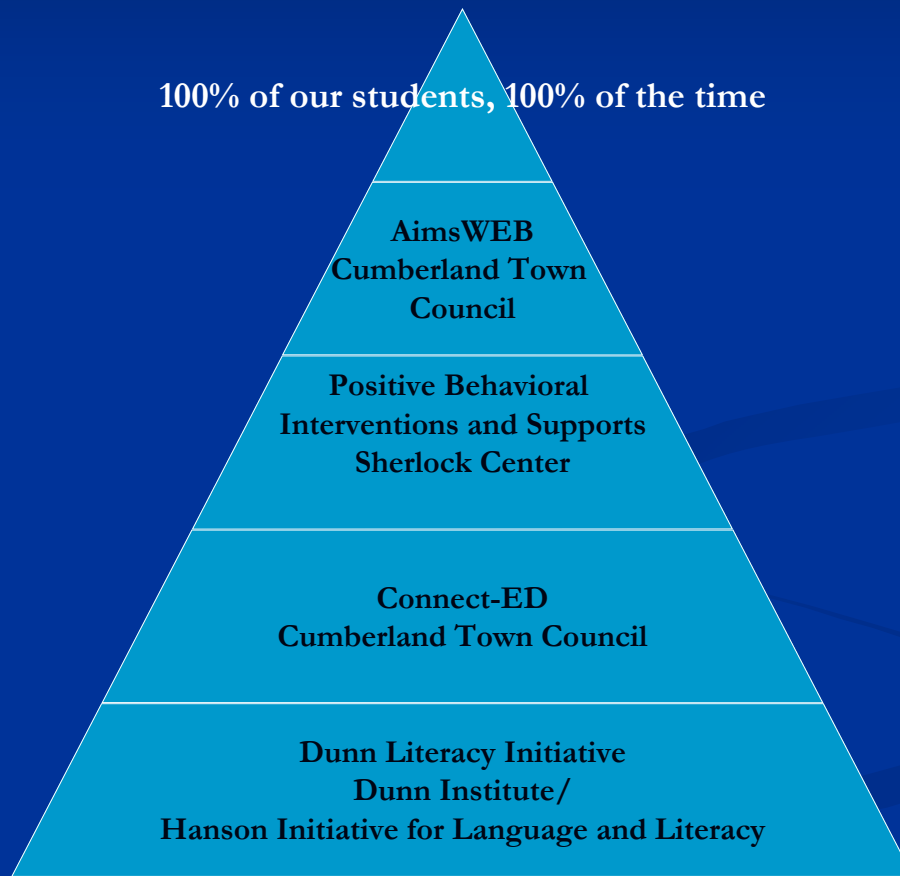 100% of our students, 100% of the time
AimsWEB
Cumberland Town
Council
Positive Behavioral
Interventions and Supports
Sherlock Center
Connect-ED
Cumberland Town Council
Dunn Literacy Initiative
Dunn Institute/
Hanson Initiative for Language and Literacy